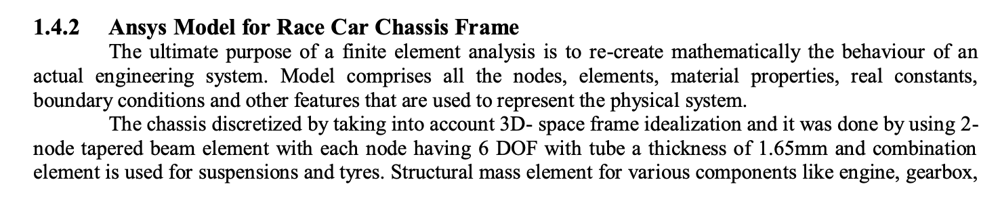 1.4.2 Ansys Model for Race Car Chassis Frame
The ultimate purpose of a finite element analysis is to re-create mathematically the behaviour of an
actual engineering system. Model comprises all the nodes, elements, material properties, real constants,
boundary conditions and other features that are used to represent the physical system.
The chassis discretized by taking into account 3D- space frame idealization and it was done by using 2-
node tapered beam element with each node having 6 DOF with tube a thickness of 1.65mm and combination
element is used for suspensions and tyres. Structural mass element for various components like engine, gearbox,